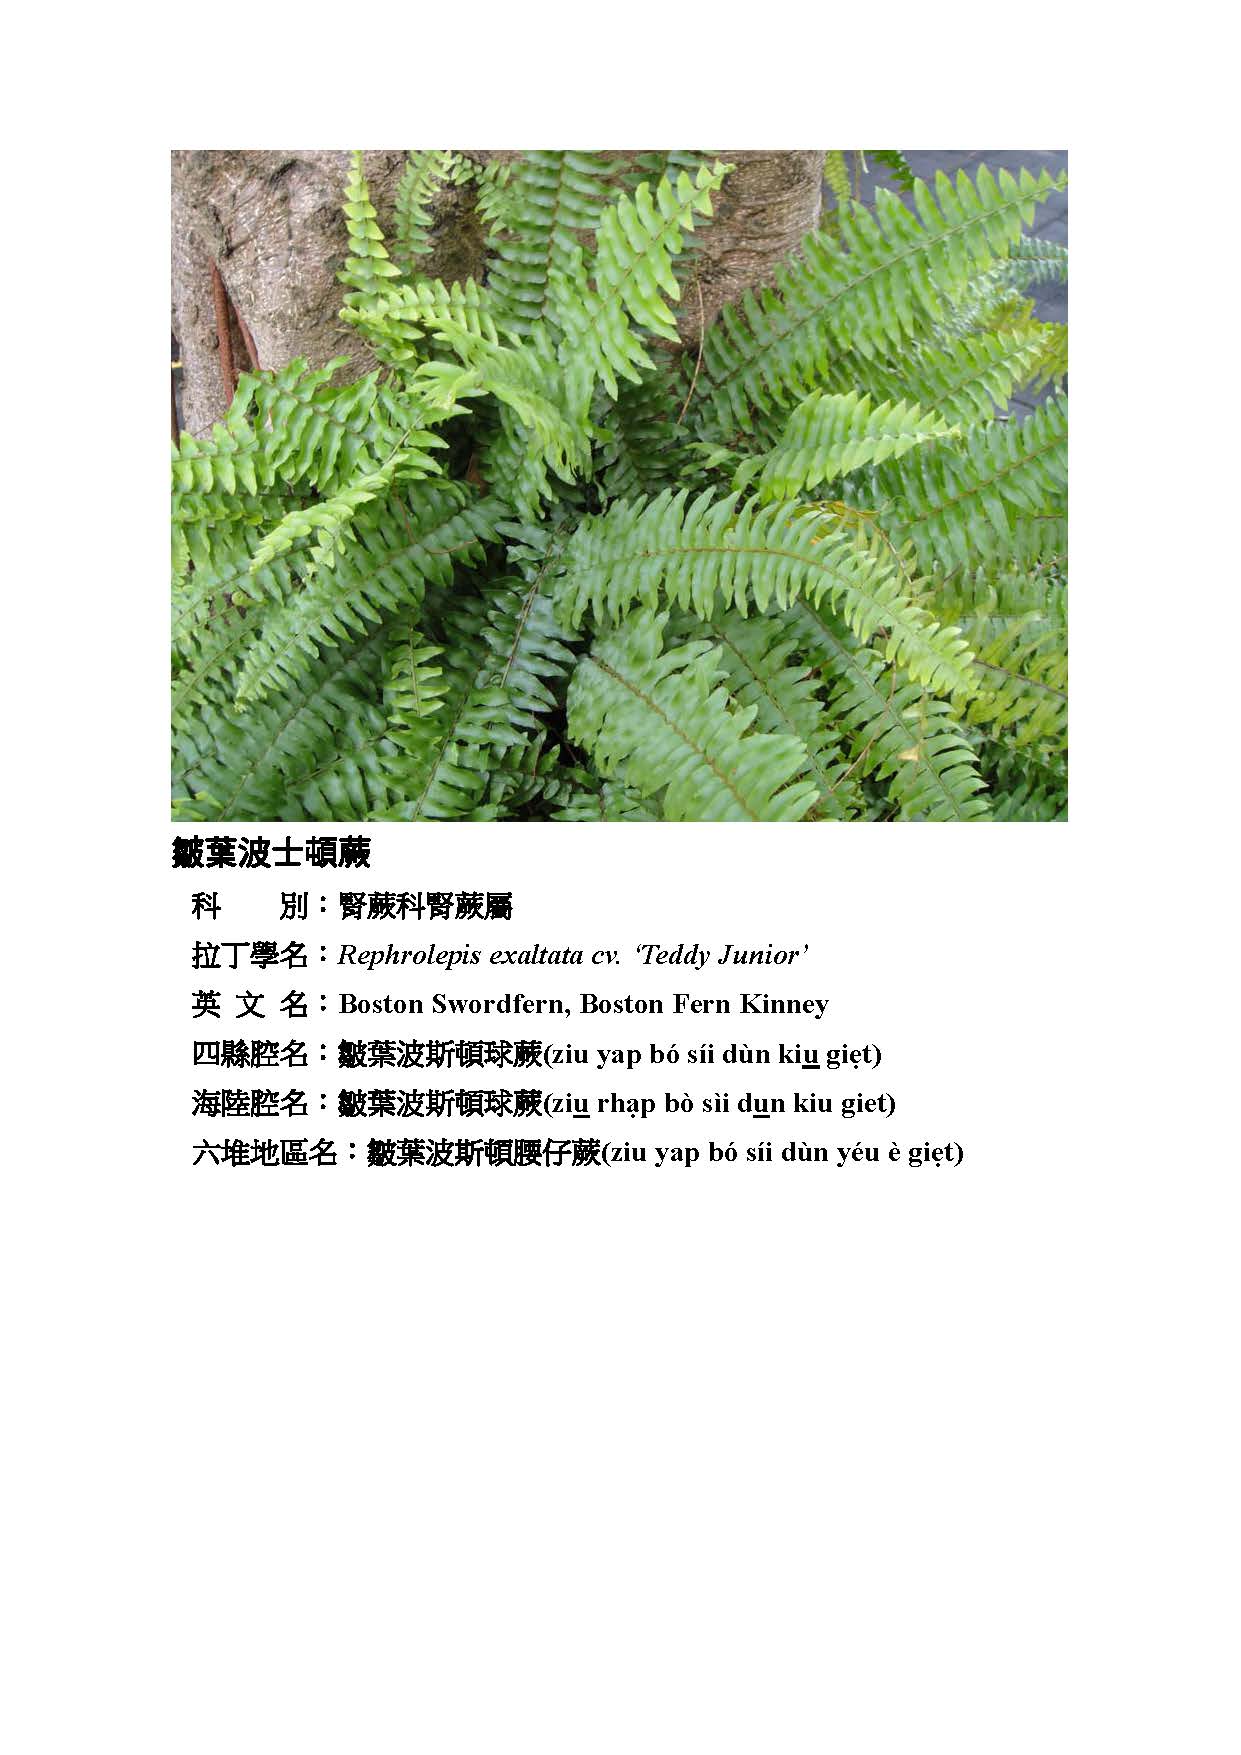 皺葉波士頓蕨
科　　別：腎蕨科腎蕨屬
拉丁學名：Rephrolepis exaltata cv. ‘Teddy Junior’
英 文 名：Boston Swordfern, Boston Fern Kinney
四縣腔名：皺葉波斯頓球蕨(ziu yap bó síi dùn kiu̲ giẹt)
海陸腔名：皺葉波斯頓球蕨(ziu̲ rhạp bò sìi du̲n kiu giet)
六堆地區名：皺葉波斯頓腰仔蕨(ziu yap bó síi dùn yéu è giẹt)